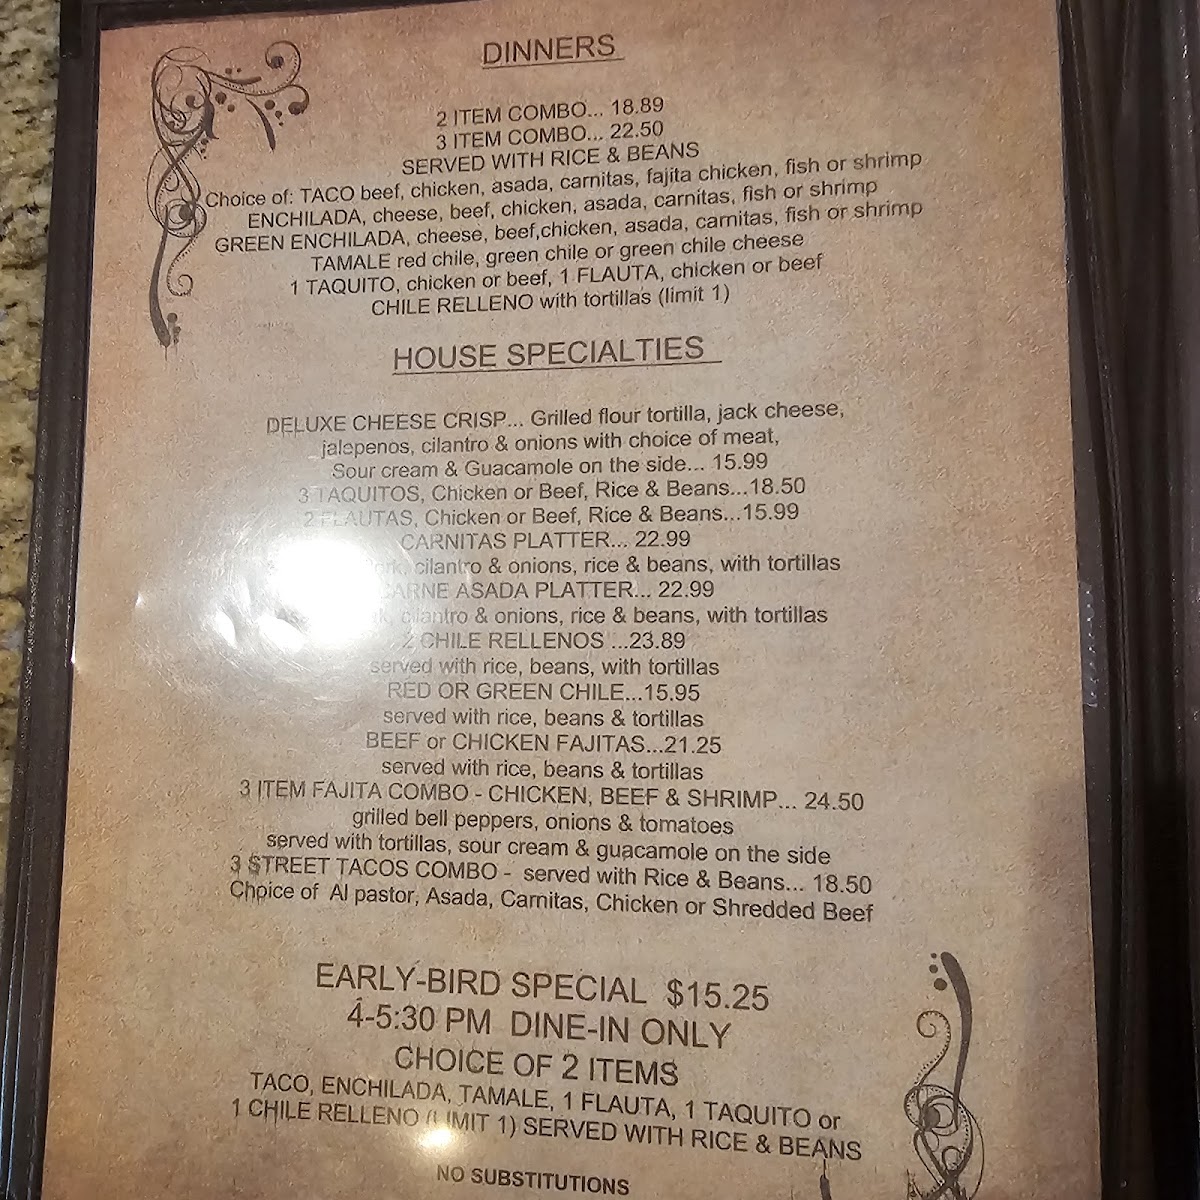 DINNERS
2 ITEM COMBO... 18.89
3 ITEM COMBO... 22.50
SERVED WITH RICE & BEANS
Choice of: TACO beef, chicken, asada, carnitas, fajita chicken, fish or shrimp
ENCHILADA, cheese, beef, chicken, asada, carnitas, fish or shrimp
GREEN ENCHILADA, cheese, beef,chicken, asada, carnitas, fish or shrimp
TAMALE red chile, green chile or green chile cheese
1 TAQUITO, chicken or beef, 1 FLAUTA, chicken or beef
CHILE RELLENO with tortillas (limit 1)
HOUSE SPECIALTIES
DELUXE CHEESE CRISP... Grilled flour tortilla, jack cheese,
jalepenos, cilantro & onions with choice of meat,
Sour cream & Guacamole on the side... 15.99
3 TAQUITOS, Chicken or Beef, Rice & Beans...18.50
2 FLAUTAS, Chicken or Beef, Rice & Beans...15.99
CARNITAS PLATTER... 22.99
cilantro & onions, rice & beans, with tortillas
CARNE ASADA PLATTER... 22.99
cilantro & onions, rice & beans, with tortillas
2 CHILE RELLENOS ...23.89
served with rice, beans, with tortillas
RED OR GREEN CHILE...15.95
served with rice, beans & tortillas
BEEF or CHICKEN FAJITAS...21.25
served with rice, beans & tortillas
3 ITEM FAJITA COMBO - CHICKEN, BEEF & SHRIMP... 24.50
grilled bell peppers, onions & tomatoes
served with tortillas, sour cream & guacamole on the side
3 STREET TACOS COMBO - served with Rice & Beans... 18.50
Choice of Al pastor, Asada, Carnitas, Chicken or Shredded Beef
EARLY-BIRD SPECIAL $15.25
4-5:30 PM DINE-IN ONLY
CHOICE OF 2 ITEMS
TACO, ENCHILADA, TAMALE, 1 FLAUTA, 1 TAQUITO or
1 CHILE RELLENO (LIMIT 1) SERVED WITH RICE & BEANS
NO SUBSTITUTIONS